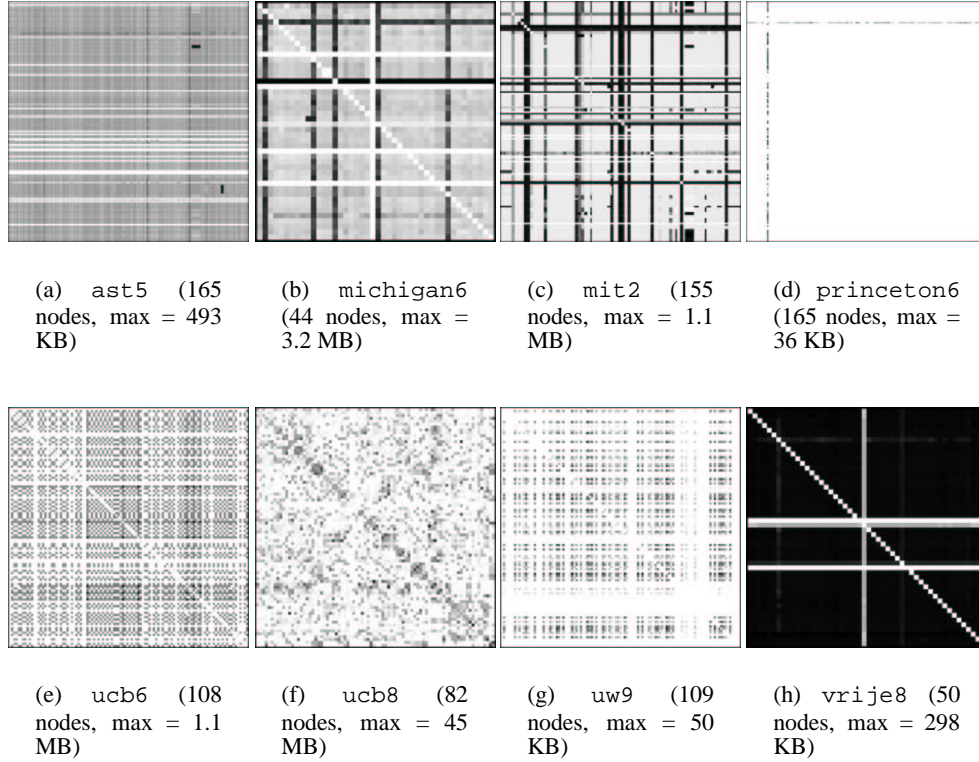 (a) ast5 (165
nodes, max = 493
KB)
(b) michigan6
(44 nodes, max =
3.2 MB)
(c) mit2 (155
nodes, max = 1.1
MB)
(d) princeton6
(165 nodes, max =
36 KB)
(e) ucb6 (108
nodes, max = 1.1
MB)
(f) ucb8 (82
nodes, max = 45
MB)
(g) uw9 (109
nodes, max = 50
KB)
(h) vrije8 (50
nodes, max = 298
KB)